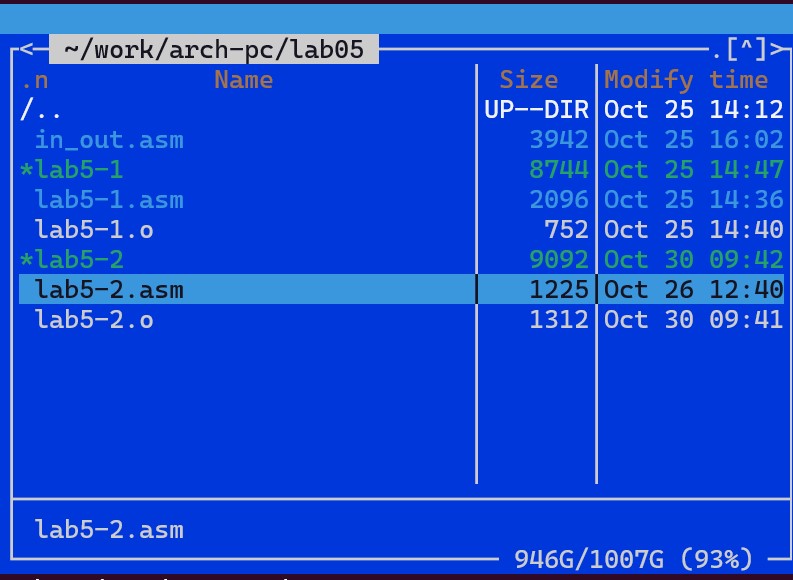 <─ ~/work/arch-pc/lab05 ─.[^]>
.n Name Size Modify time
/.. UP--DIR Oct 25 14:12
in_out.asm 3942 Oct 25 16:02
*lab5-1 8744 Oct 25 14:47
lab5-1.asm 2096 Oct 25 14:36
lab5-1.o 752 Oct 25 14:40
*lab5-2 9092 Oct 30 09:42
lab5-2.asm 1225 Oct 26 12:40
lab5-2.o 1312 Oct 30 09:41
lab5-2.asm
946G/1007G (93%)